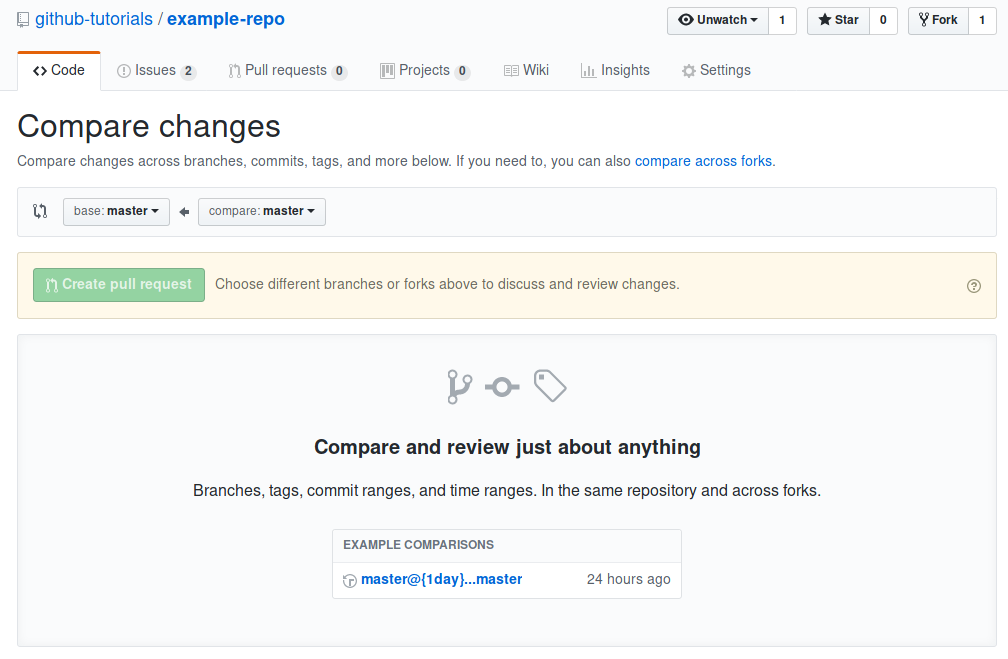 github-tutorials / example-repo
Unwatch 1 Star 0 Fork 1
Code Issues 2 Pull requests 0 Projects 0 Wiki Insights Settings
Compare changes
Compare changes across branches, commits, tags, and more below. If you need to, you can also compare across forks.
base: master compare: master
Create pull request Choose different branches or forks above to discuss and review changes.
Compare and review just about anything
Branches, tags, commit ranges, and time ranges. In the same repository and across forks.
EXAMPLE COMPARISONS
master@{1day}...master 24 hours ago